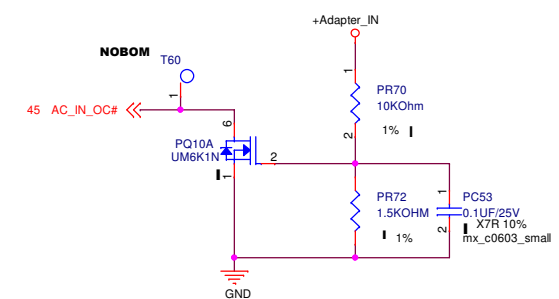 +Adapter_IN
NOBOM
T60
1
1
45 AC_IN_OC#
PR70
10KOhm
2
1% I
6
PQ10A
UM6K1N
2
I
1
PR72
1.5KOHM
I 1%
1
PC53
0.1UF/25V
2
I X7R 10%
mx_c0603_small
GND